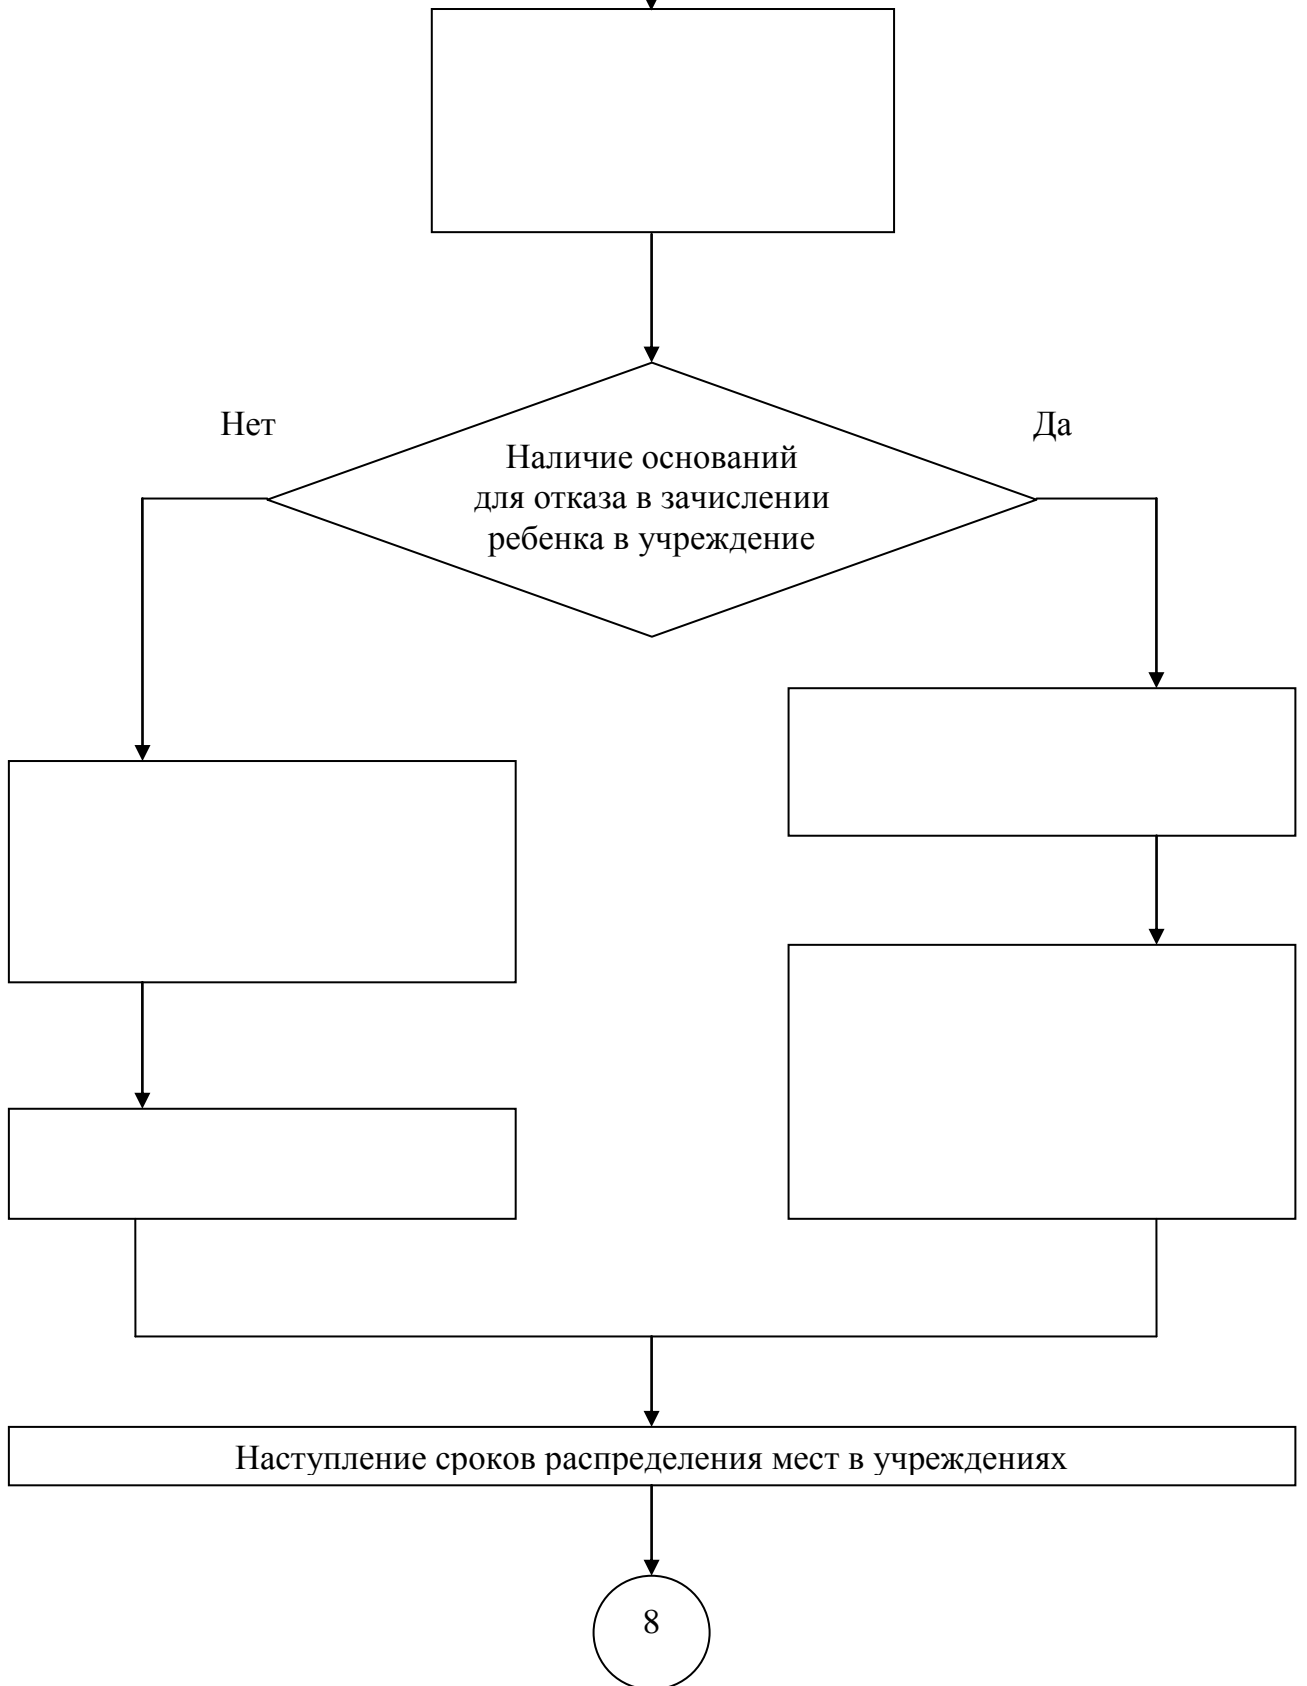 Нет
Да
Наличие оснований
для отказа в зачислении
ребенка в учреждение
Наступление сроков распределения мест в учреждениях
8